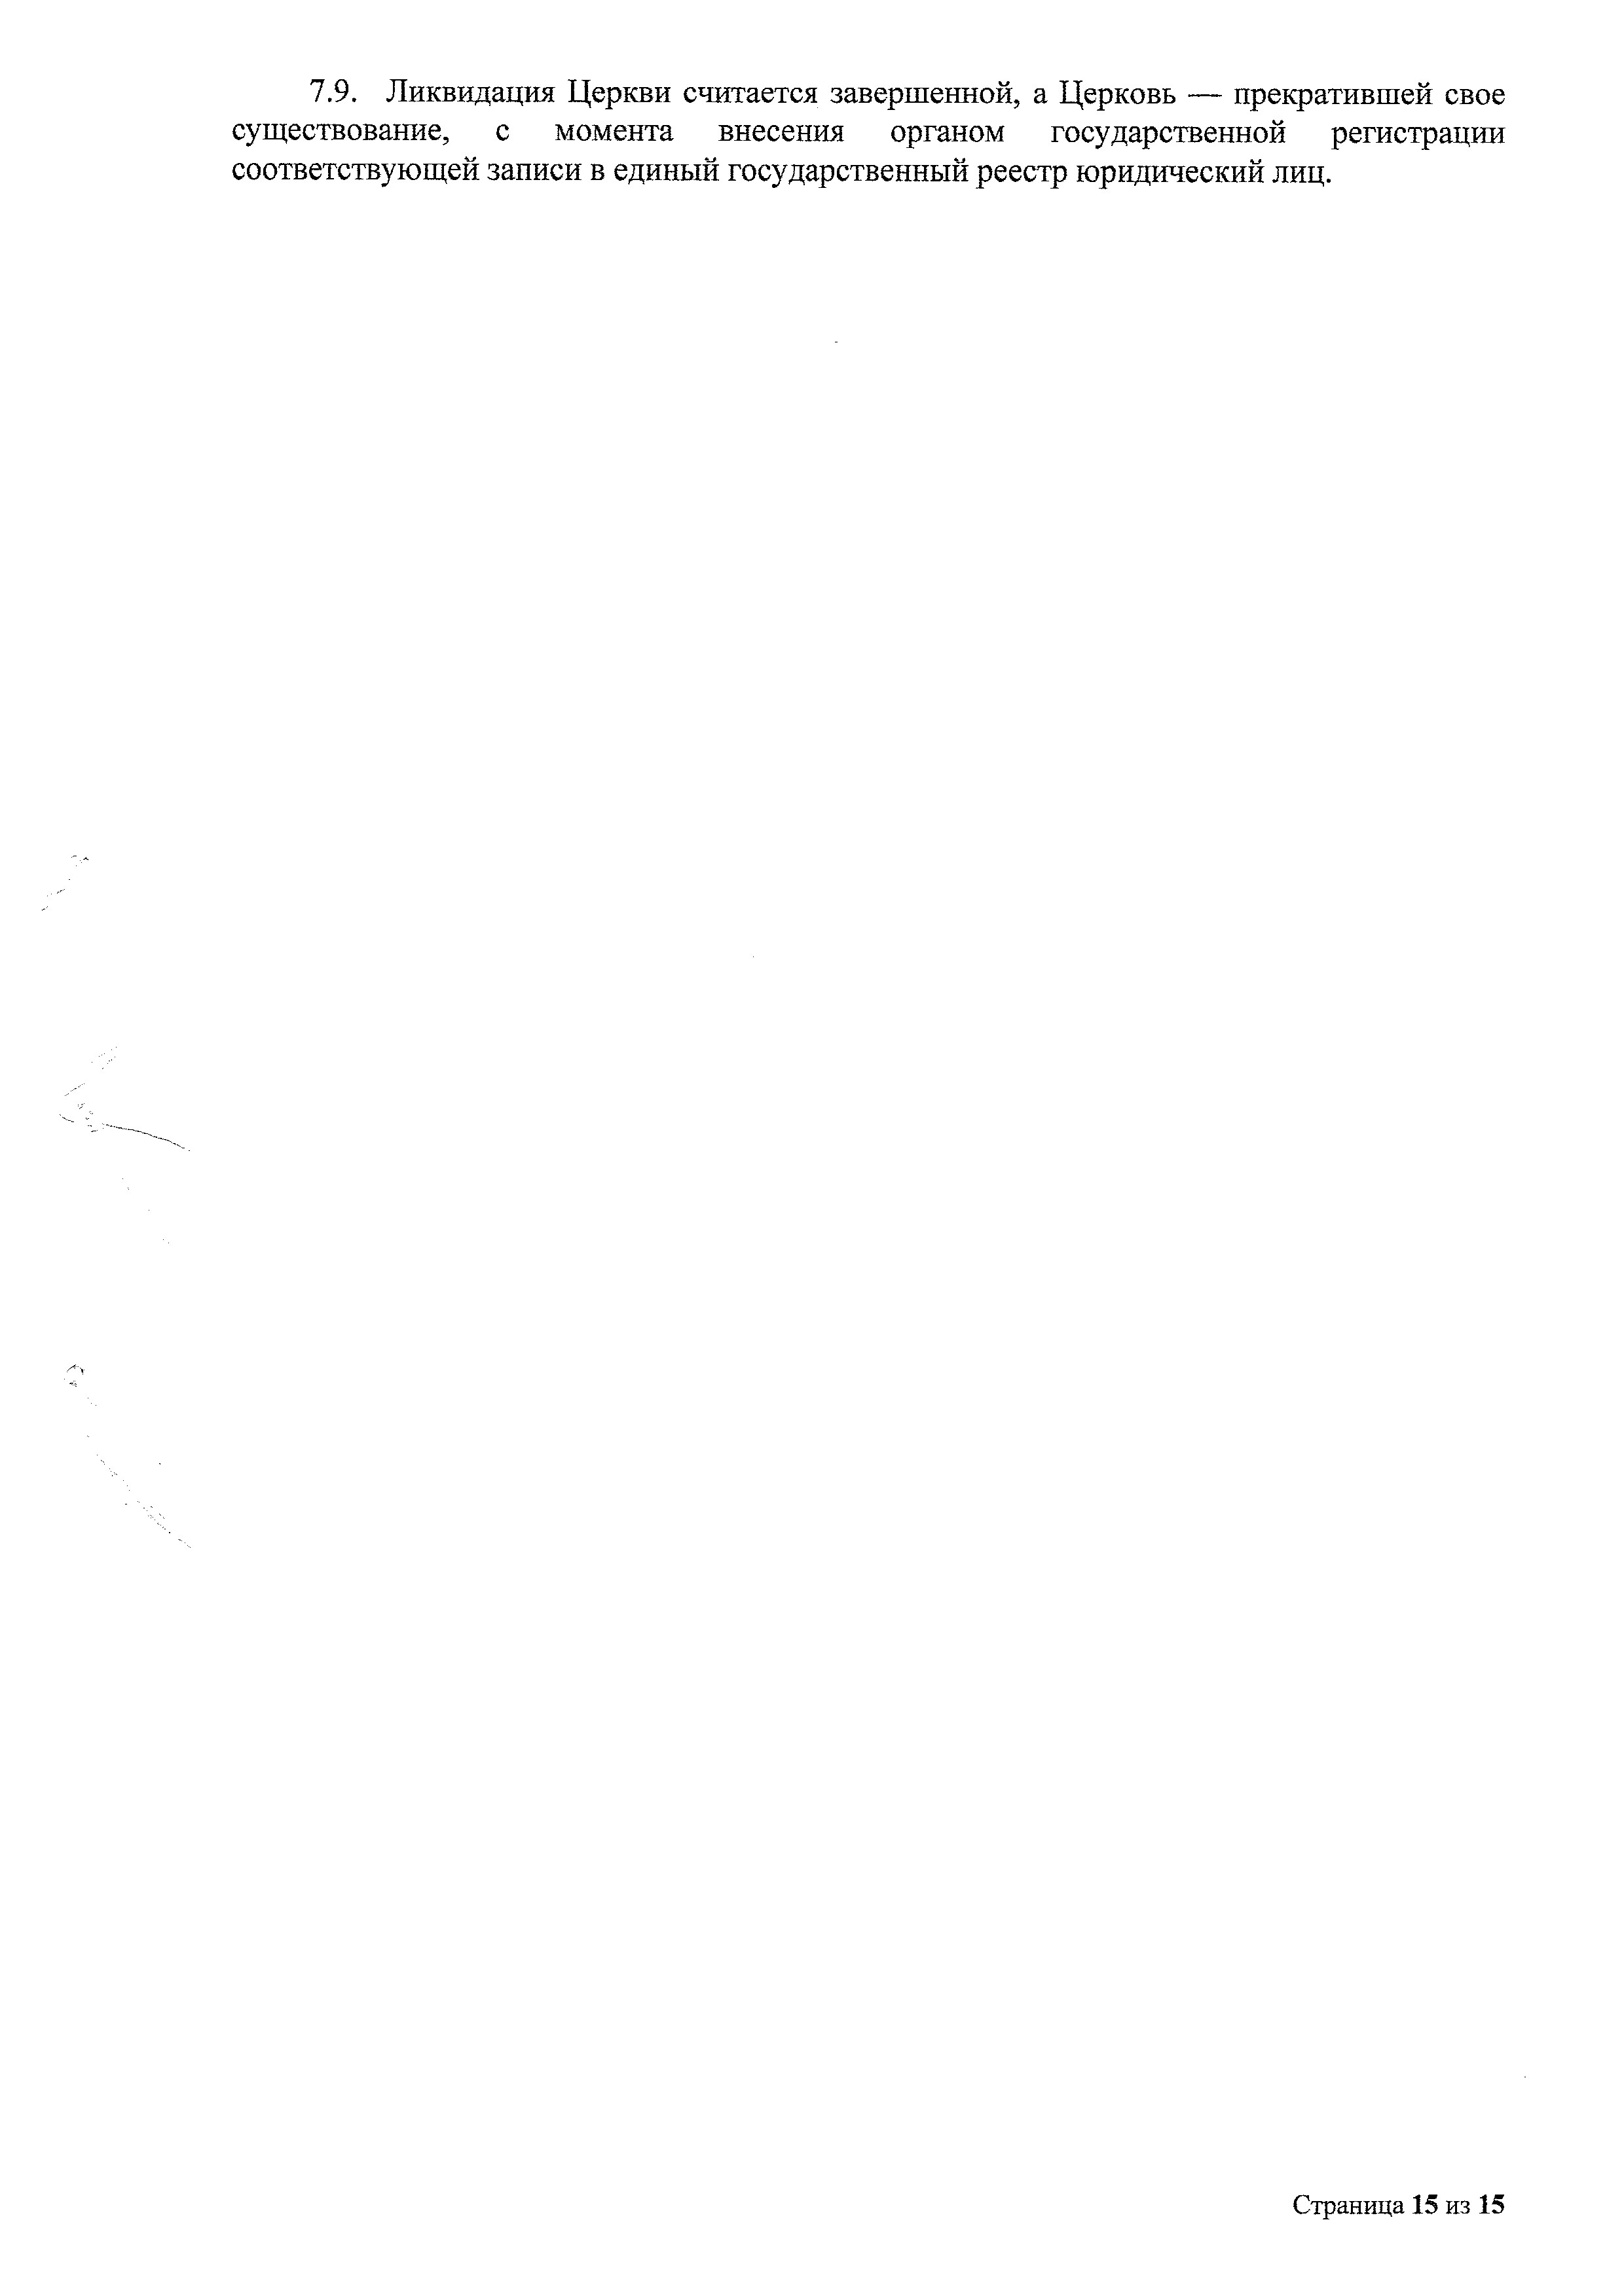 7.9. Ликвидация Церкви считается завершенной, а Церковь — прекратившей свое
существование, с момента внесения органом государственной регистрации
соответствующей записи в единый государственный реестр юридический лиц.
Страница 15 из 15